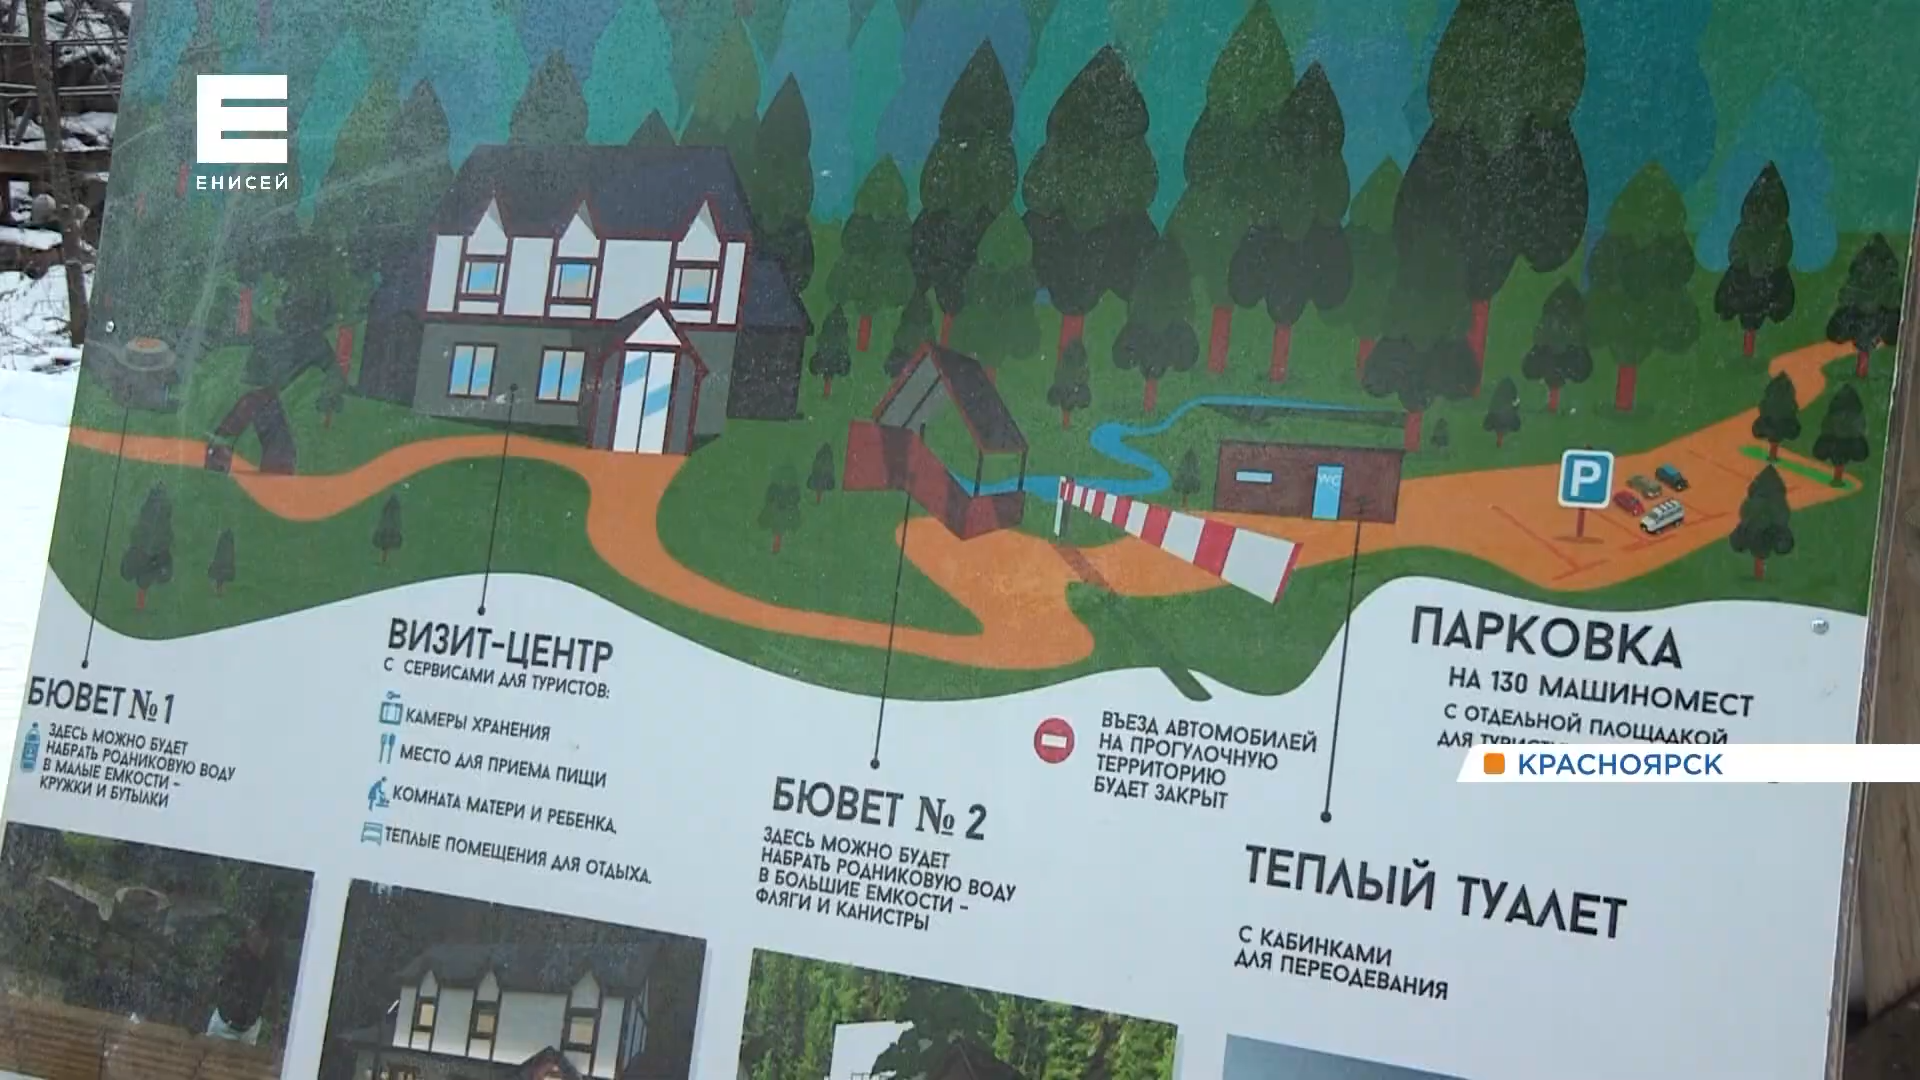 ЕНИСЕЙ
WC
P
БЮВЕТ №1
ЗДЕСЬ МОЖНО БУДЕТ
НАБРАТЬ РОДНИКОВУЮ ВОДУ
В МАЛЫЕ ЕМКОСТИ –
КРУЖКИ И БУТЫЛКИ
ВИЗИТ-ЦЕНТР
С СЕРВИСАМИ ДЛЯ ТУРИСТОВ:
КАМЕРЫ ХРАНЕНИЯ
МЕСТО ДЛЯ ПРИЕМА ПИЩИ
КОМНАТА МАТЕРИ И РЕБЕНКА,
ТЕПЛЫЕ ПОМЕЩЕНИЯ ДЛЯ ОТДЫХА.
БЮВЕТ № 2
ЗДЕСЬ МОЖНО БУДЕТ
НАБРАТЬ РОДНИКОВУЮ ВОДУ
В БОЛЬШИЕ ЕМКОСТИ –
ФЛЯГИ И КАНИСТРЫ
ВЪЕЗД АВТОМОБИЛЕЙ
НА ПРОГУЛОЧНУЮ
ТЕРРИТОРИЮ
БУДЕТ ЗАКРЫТ
ТЕПЛЫЙ ТУАЛЕТ
С КАБИНКАМИ
ДЛЯ ПЕРЕОДЕВАНИЯ
ПАРКОВКА
НА 130 МАШИНОМЕСТ
С ОТДЕЛЬНОЙ ПЛОЩАДКОЙ
ДЛЯ
КРАСНОЯРСК